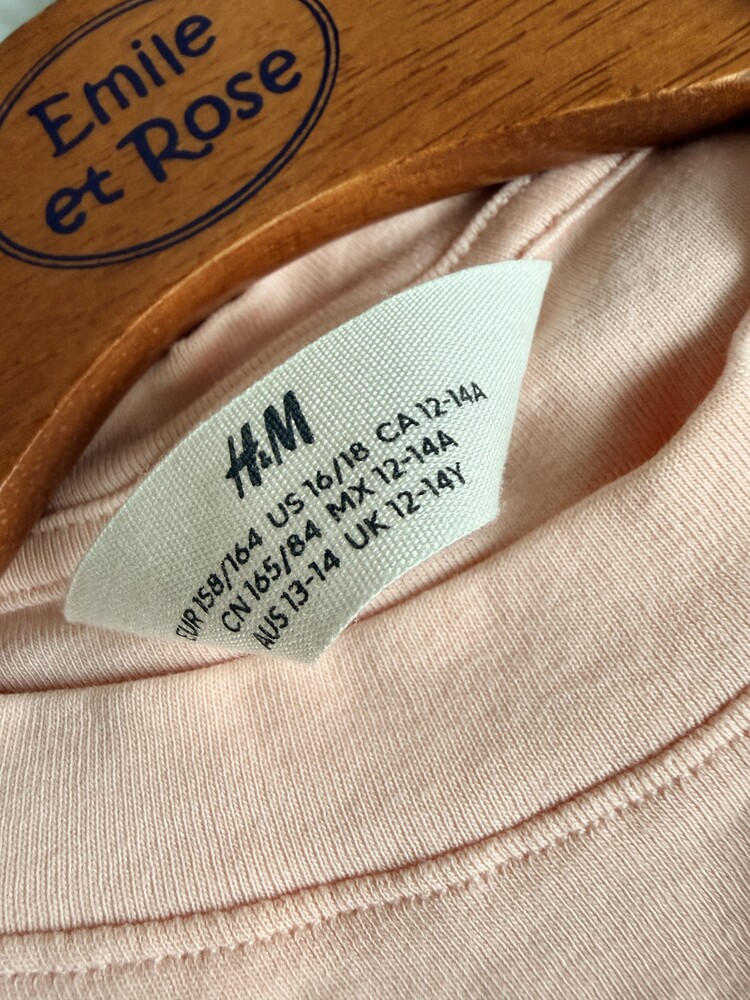 Emile
et Rose
H&M
EUR 158/164 US 16/18 CA 12-14A
CN 165/84 MX 12-14A
AUS 13-14 UK 12-14Y